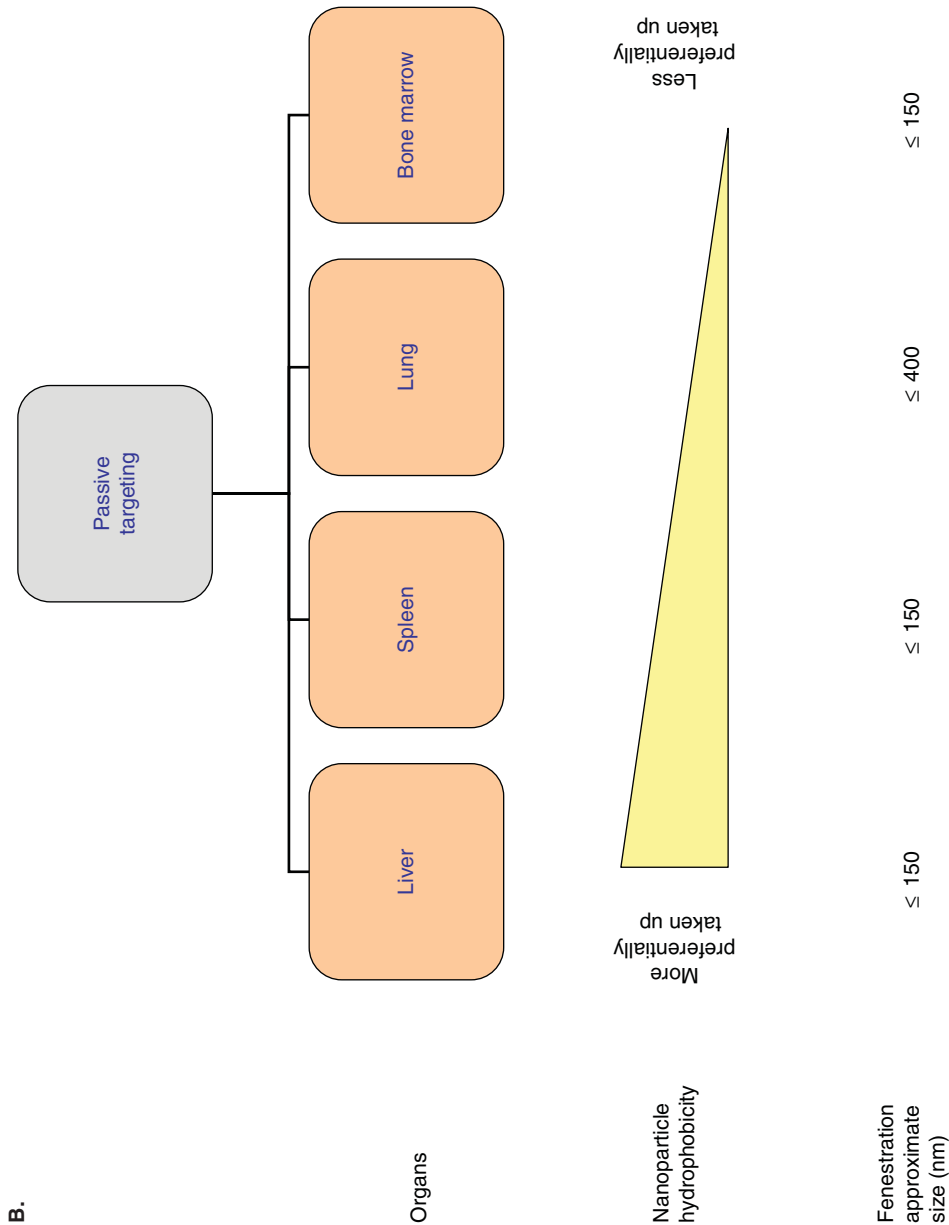 B.
Passive
targeting
Organs
Liver
Spleen
Lung
Bone marrow
Nanoparticle
hydrophobicity
More
preferentially
taken up
Less
preferentially
taken up
Fenestration
approximate
size (nm)
≤ 150
≤ 150
≤ 400
≤ 150